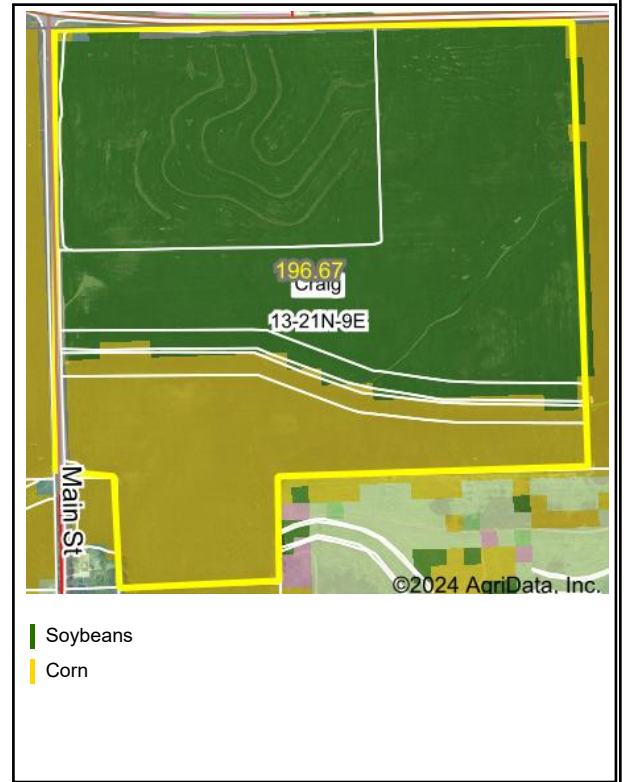 196.67
Craig
13-21N-9E
Main St
©2024 AgriData, Inc.
Soybeans
Corn